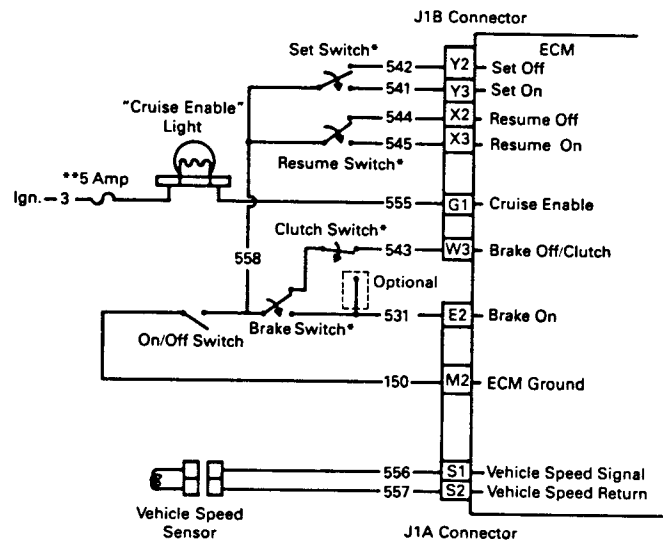 J1B Connector
ECM
Set Switch*
542 Y2 Set Off
541 Y3 Set On
"Cruise Enable"
Light
544 X2 Resume Off
545 X3 Resume On
Resume Switch*
**5 Amp
Ign. 3
555 G1 Cruise Enable
Clutch Switch*
543 W3 Brake Off/Clutch
558
Optional
531 E2 Brake On
On/Off Switch
Brake Switch*
150 M2 ECM Ground
556 S1 Vehicle Speed Signal
557 S2 Vehicle Speed Return
Vehicle Speed
Sensor
J1A Connector